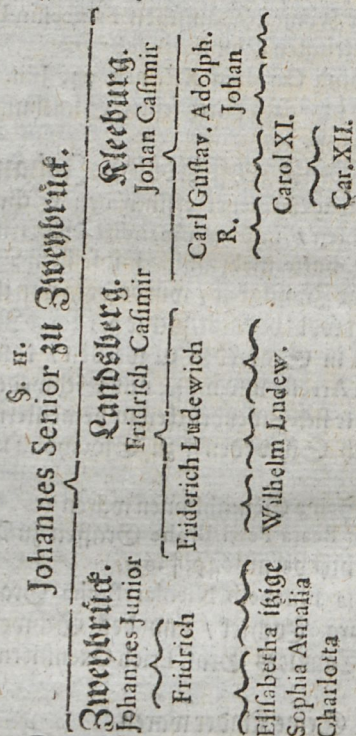 §. II.
Johannes Senior zu Zweybrück.
Zweybrück.
Johannes Junior
Fridrich
Elisabetha itzige
Sophia Amalia
Charlotta
Landsberg.
Fridrich Casimir
Friderich Ludewich
Wilhelm Ludew.
Kleeburg.
Johan Casimir
Carl Gustav. Adolph.
R. Johan
Carol XI.
Car. XII.